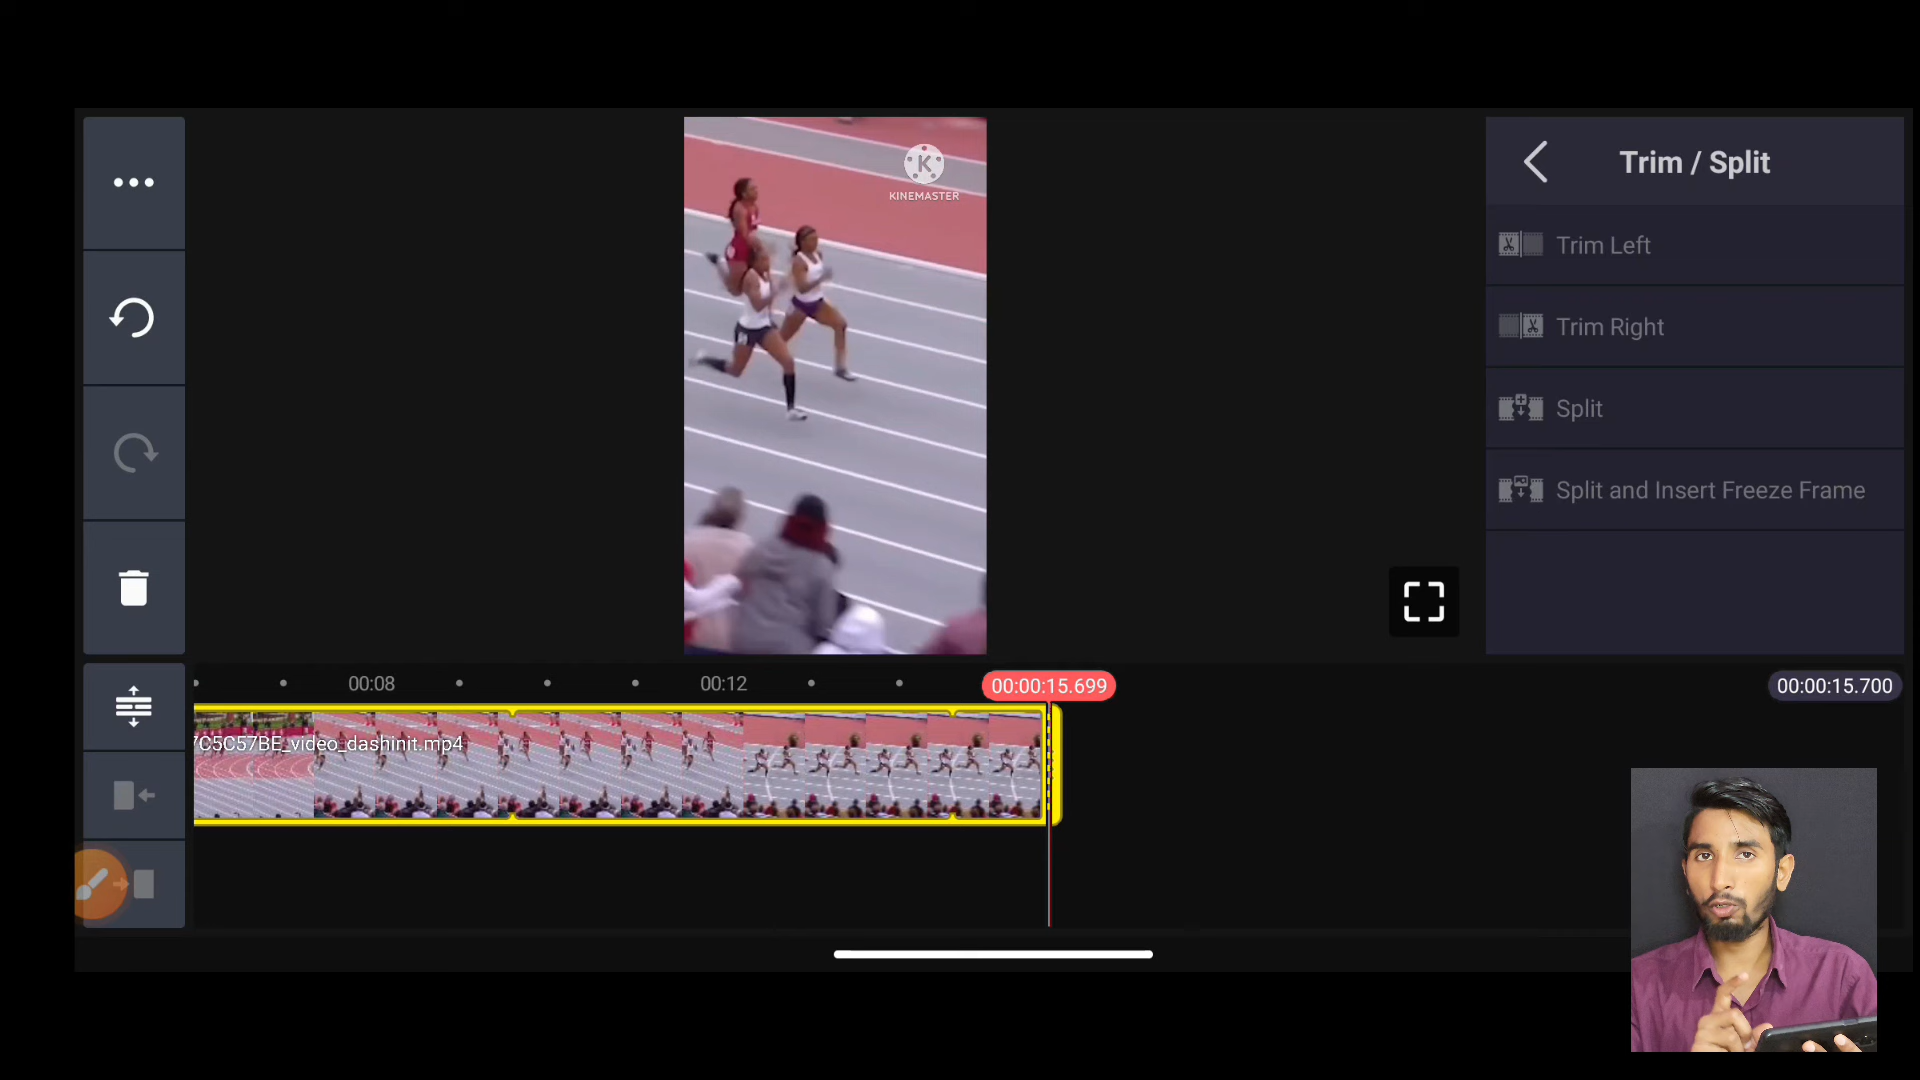 KINEMASTER
Trim / Split
Trim Left
Trim Right
Split
Split and Insert Freeze Frame
00:08
00:12
00:00:15.699
00:00:15.700
7C5C57BE_video_dashinit.mp4